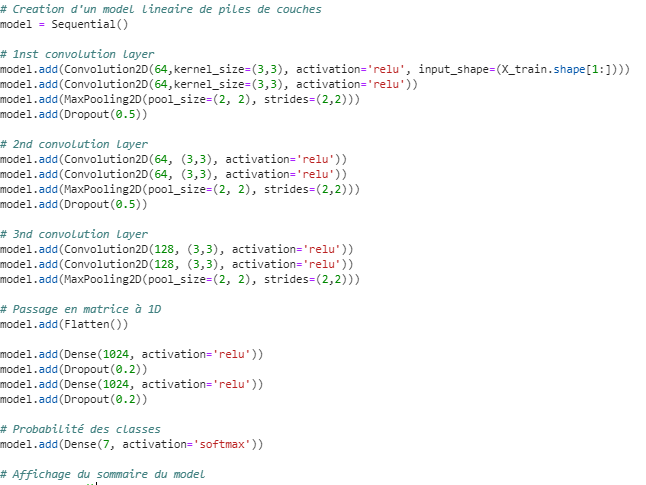 # Creation d'un model lineaire de piles de couches
model = Sequential()
# 1nst convolution layer
model.add(Convolution2D(64,kernel_size=(3,3), activation='relu', input_shape=(X_train.shape[1:])))
model.add(Convolution2D(64,kernel_size=(3,3), activation='relu'))
model.add(MaxPooling2D(pool_size=(2, 2), strides=(2,2)))
model.add(Dropout(0.5))
# 2nd convolution layer
model.add(Convolution2D(64, (3,3), activation='relu'))
model.add(Convolution2D(64, (3,3), activation='relu'))
model.add(MaxPooling2D(pool_size=(2, 2), strides=(2,2)))
model.add(Dropout(0.5))
# 3nd convolution layer
model.add(Convolution2D(128, (3,3), activation='relu'))
model.add(Convolution2D(128, (3,3), activation='relu'))
model.add(MaxPooling2D(pool_size=(2, 2), strides=(2,2)))
# Passage en matrice à 1D
model.add(Flatten())
model.add(Dense(1024, activation='relu'))
model.add(Dropout(0.2))
model.add(Dense(1024, activation='relu'))
model.add(Dropout(0.2))
# Probabilité des classes
model.add(Dense(7, activation='softmax'))
# Affichage du sommaire du model